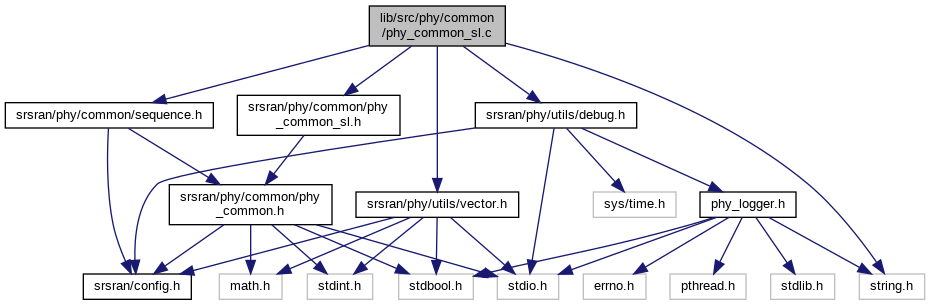 lib/src/phy/common
/phy_common_sl.c
srsran/phy/common/sequence.h
srsran/phy/common/phy
_common_sl.h
srsran/phy/utils/debug.h
srsran/phy/common/phy
_common.h
srsran/phy/utils/vector.h
sys/time.h
phy_logger.h
srsran/config.h
math.h
stdint.h
stdbool.h
stdio.h
errno.h
pthread.h
stdlib.h
string.h